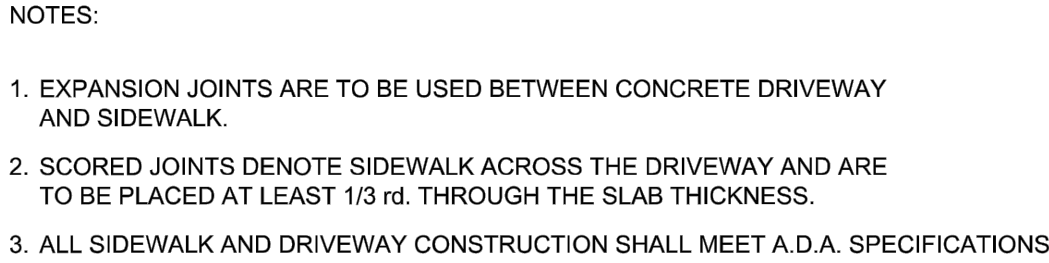 NOTES:
1. EXPANSION JOINTS ARE TO BE USED BETWEEN CONCRETE DRIVEWAY
AND SIDEWALK.
2. SCORED JOINTS DENOTE SIDEWALK ACROSS THE DRIVEWAY AND ARE
TO BE PLACED AT LEAST 1/3 rd. THROUGH THE SLAB THICKNESS.
3. ALL SIDEWALK AND DRIVEWAY CONSTRUCTION SHALL MEET A.D.A. SPECIFICATIONS